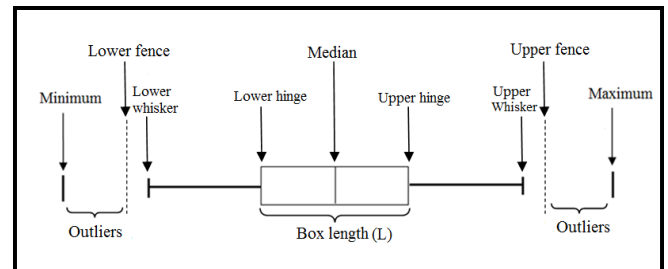 Lower fence
Median
Upper fence
Minimum
Lower
whisker
Lower hinge
Upper hinge
Upper
Whisker
Maximum
Outliers
Box length (L)
Outliers